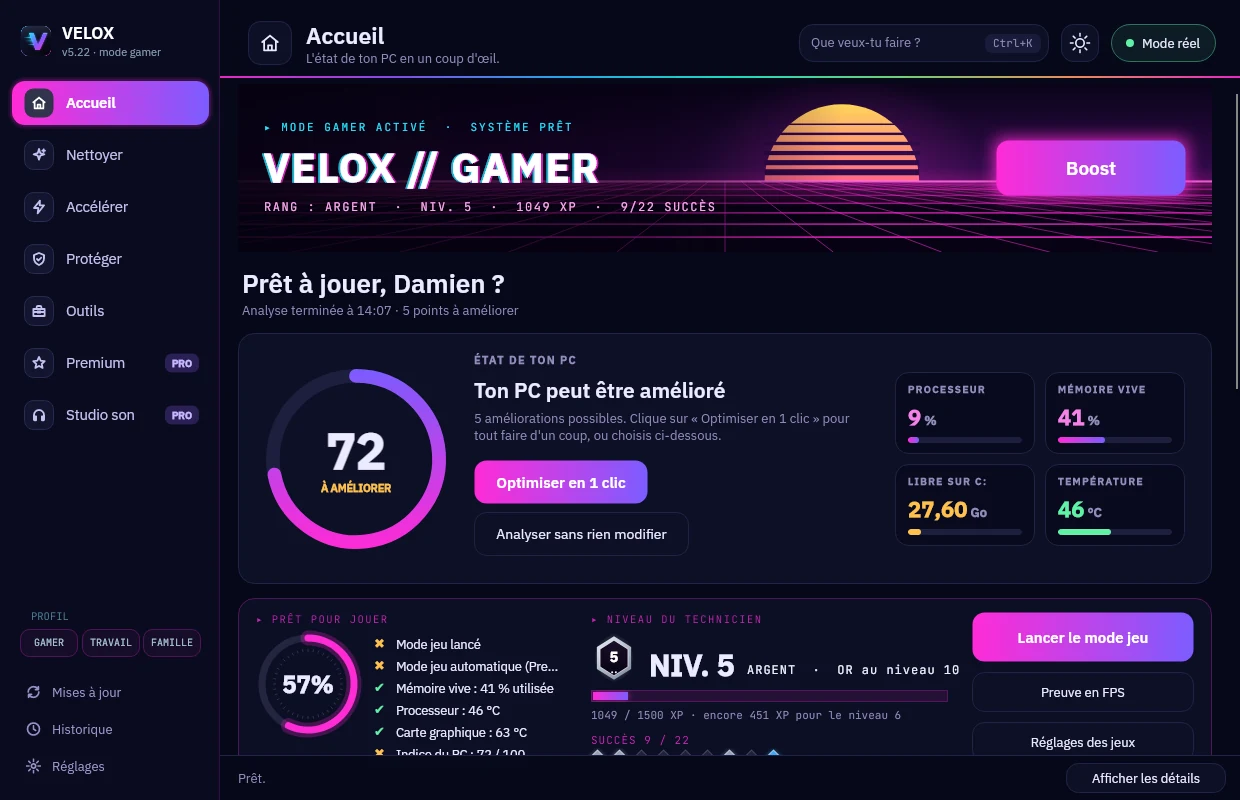 VELOX
v5.22 · mode gamer
Accueil
Nettoyer
Accélérer
Protéger
Outils
Premium PRO
Studio son PRO
PROFIL
GAMER TRAVAIL FAMILLE
Mises à jour
Historique
Réglages
Accueil
L'état de ton PC en un coup d'œil.
Que veux-tu faire ? Ctrl+K
Mode réel
▸ MODE GAMER ACTIVÉ · SYSTÈME PRÊT
VELOX // GAMER
RANG : ARGENT · NIV. 5 · 1049 XP · 9/22 SUCCÈS
Boost
Prêt à jouer, Damien ?
Analyse terminée à 14:07 · 5 points à améliorer
72
À AMÉLIORER
ÉTAT DE TON PC
Ton PC peut être amélioré
5 améliorations possibles. Clique sur « Optimiser en 1 clic » pour
tout faire d'un coup, ou choisis ci-dessous.
Optimiser en 1 clic
Analyser sans rien modifier
PROCESSEUR
9 %
MÉMOIRE VIVE
41 %
LIBRE SUR C:
27,60 Go
TEMPÉRATURE
46 °C
▸ PRÊT POUR JOUER
57%
✖ Mode jeu lancé
✖ Mode jeu automatique (Pre...
✔ Mémoire vive : 41 % utilisée
✔ Processeur : 46 °C
✔ Carte graphique : 63 °C
✖ Indice du PC : 72 / 100
▸ NIVEAU DU TECHNICIEN
5
NIV. 5 ARGENT · OR au niveau 10
1049 / 1500 XP · encore 451 XP pour le niveau 6
SUCCÈS 9 / 22
Lancer le mode jeu
Preuve en FPS
Réglages des jeux
Prêt.
Afficher les détails